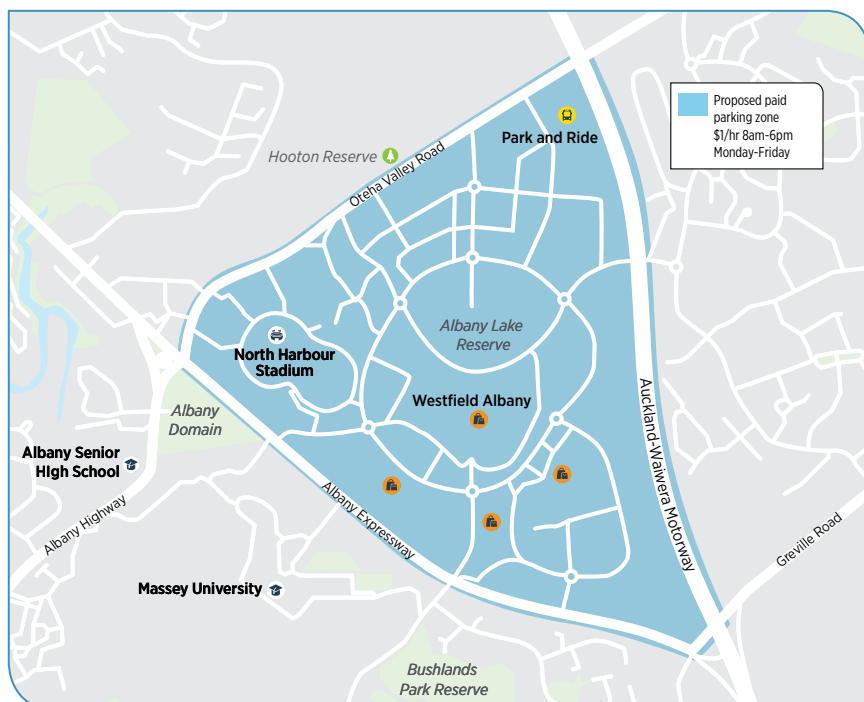 Proposed paid
parking zone
$1/hr 8am-6pm
Monday-Friday
Park and Ride
Hooton Reserve
Oteha Valley Road
Albany Lake
Reserve
North Harbour
Stadium
Westfield Albany
Albany
Domain
Auckland-Waiwera Motorway
Albany Senior
HIgh School
Albany Highway
Albany Expressway
Greville Road
Massey University
Bushlands
Park Reserve